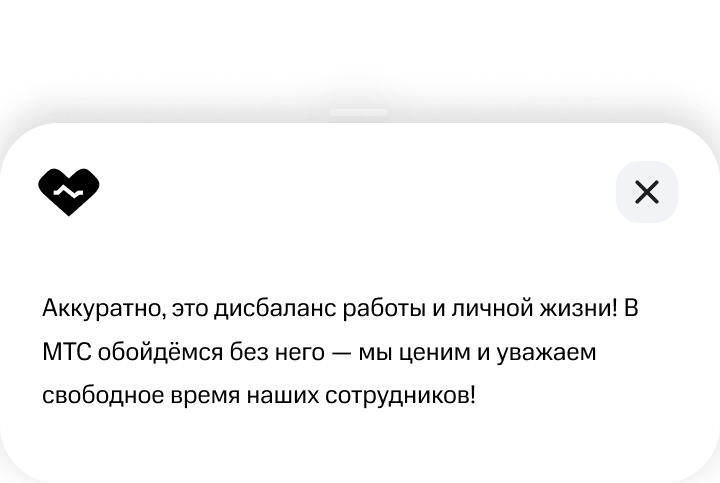 Аккуратно, это дисбаланс работы и личной жизни! В
МТС обойдёмся без него — мы ценим и уважаем
свободное время наших сотрудников!